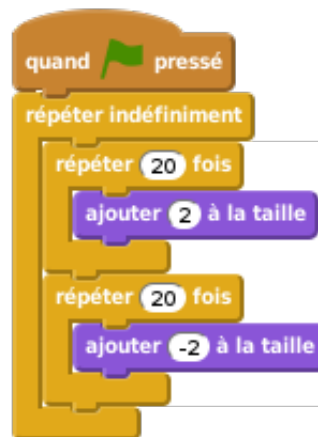 quand pressé
répéter indéfiniment
répéter 20 fois
ajouter 2 à la taille
répéter 20 fois
ajouter -2 à la taille